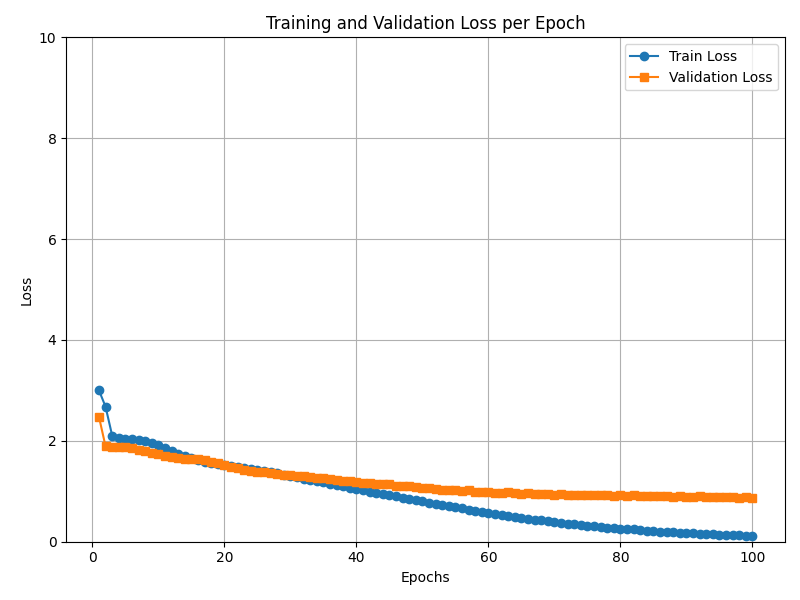 Training and Validation Loss per Epoch
Train Loss
Validation Loss
10
8
6
4
2
0
Loss
0 20 40 60 80 100
Epochs